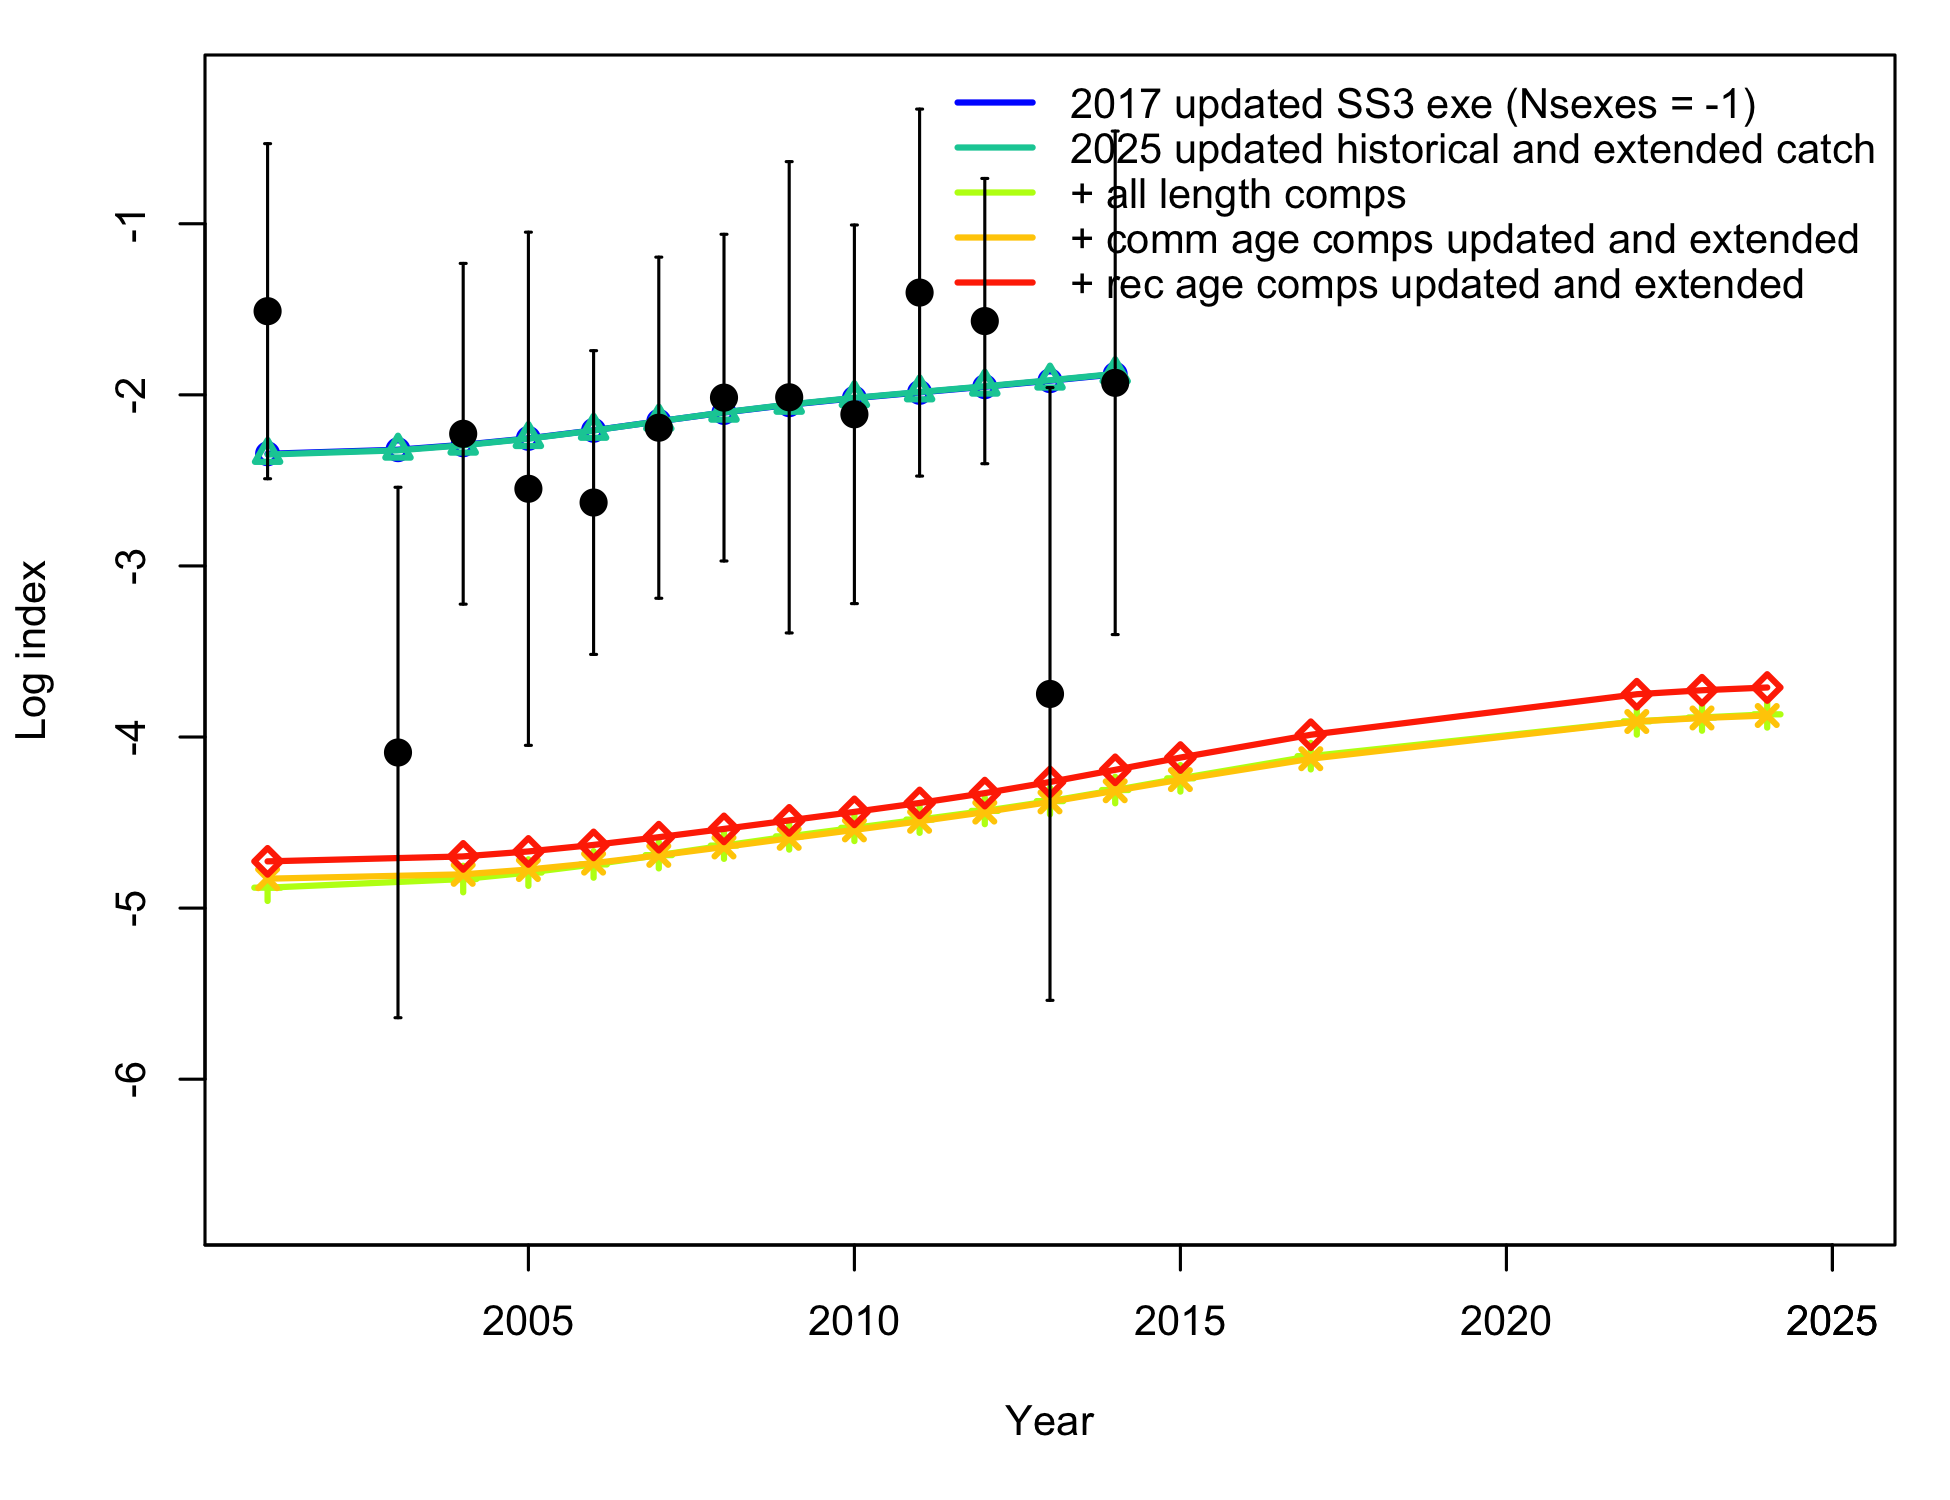 2017 updated SS3 exe (Nsexes = -1)
2025 updated historical and extended catch
+ all length comps
+ comm age comps updated and extended
+ rec age comps updated and extended
-1
-2
-3
-4
-5
-6
Log index
2005
2010
2015
2020
2025
Year